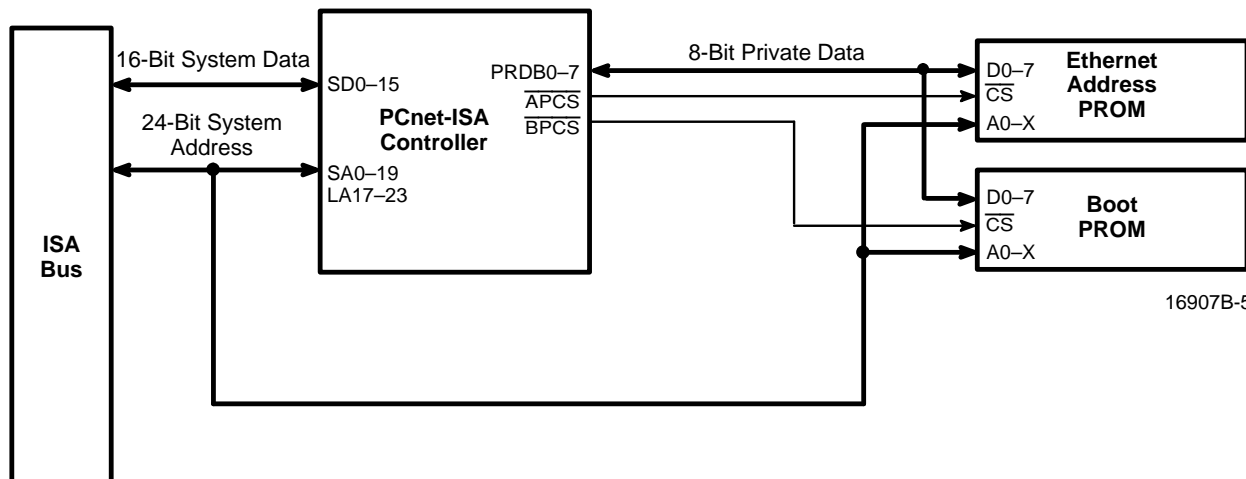 ISA
Bus
16-Bit System Data
24-Bit System
Address
SD0–15
PCnet-ISA
Controller
SA0–19
LA17–23
PRDB0–7
APCS
BPCS
8-Bit Private Data
D0–7
CS
A0–X
Ethernet
Address
PROM
D0–7
CS
A0–X
Boot
PROM
16907B-5